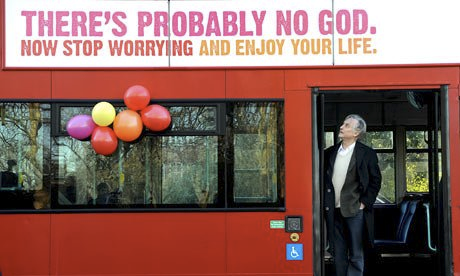 THERE'S PROBABLY NO GOD.
NOW STOP WORRYING AND ENJOY YOUR LIFE.